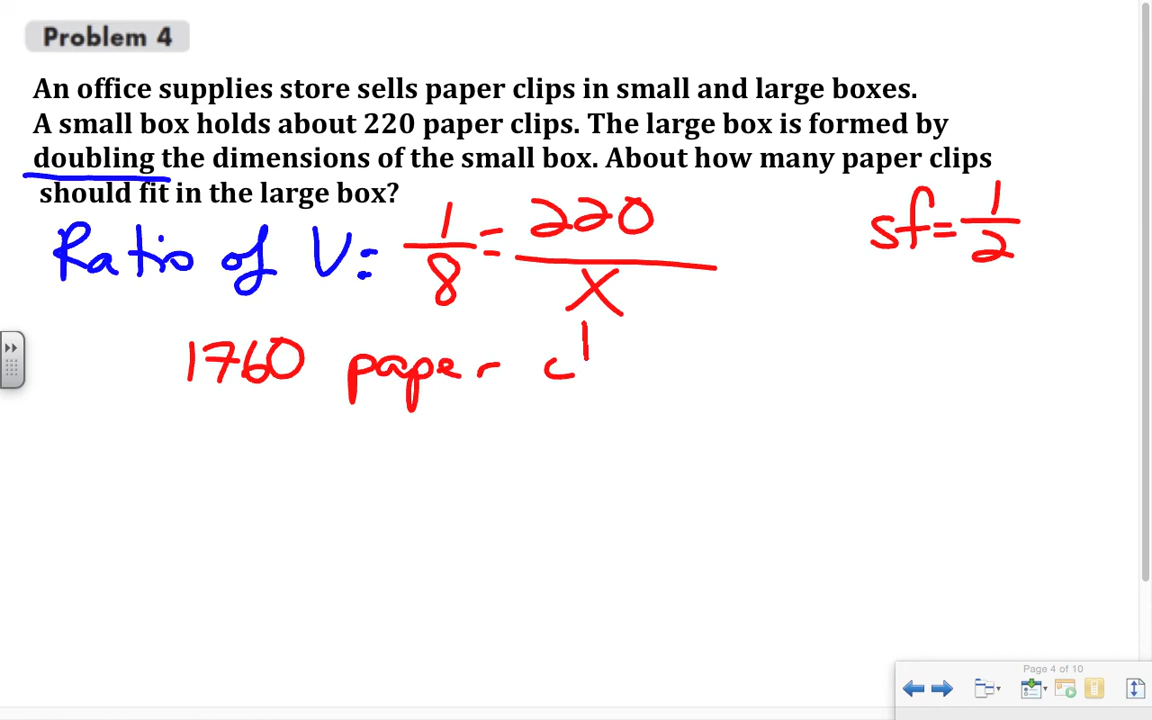 Problem 4
An office supplies store sells paper clips in small and large boxes.
A small box holds about 220 paper clips. The large box is formed by
doubling the dimensions of the small box. About how many paper clips
should fit in the large box?
Ratio of V: 1/8 = 220/X
sf = 1/2
1760 paper cl
Page 4 of 10